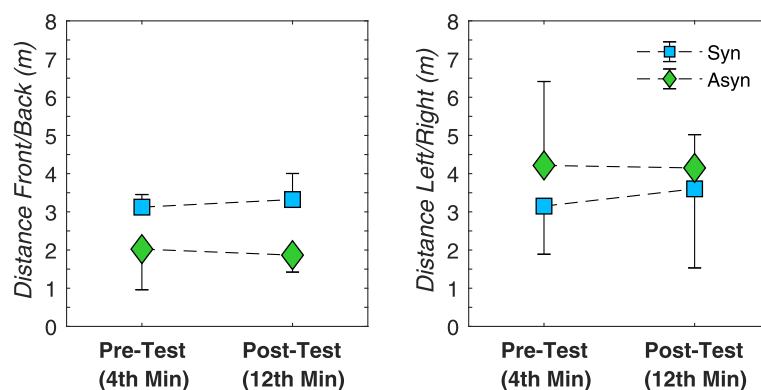 Distance Front/Back (m)
8
7
6
5
4
3
2
1
0
Pre-Test
(4th Min)
Post-Test
(12th Min)
Distance Left/Right (m)
8
7
6
5
4
3
2
1
0
Syn
Asyn
Pre-Test
(4th Min)
Post-Test
(12th Min)